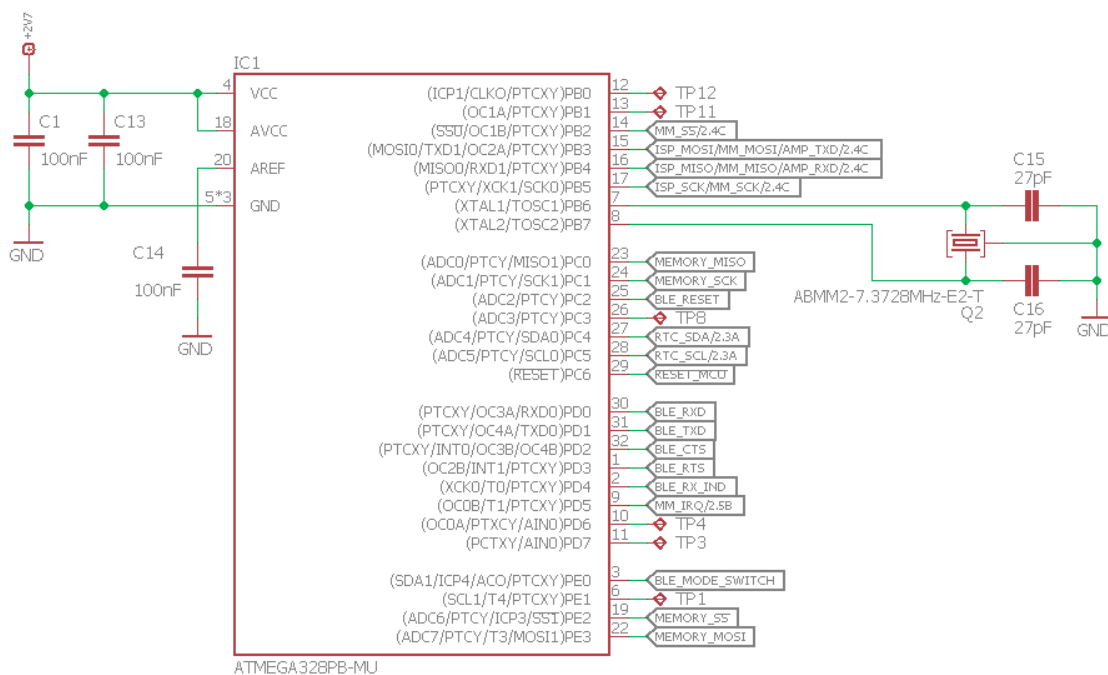 +2V7
IC1
4
VCC
18
AVCC
20
AREF
5*3
GND
C1
100nF
C13
100nF
GND
C14
100nF
GND
(ICP1/CLKO/PTCXY)PB0
12
TP12
(OC1A/PTCXY)PB1
13
TP11
(SSU/OC1B/PTCXY)PB2
14
MM_SS/2.4C
(MOSI0/TXD1/OC2A/PTCXY)PB3
15
ISP_MOSI/MM_MOSI/AMP_TXD/2.4C
(MISO0/RXD1/PTCXY)PB4
16
ISP_MISO/MM_MISO/AMP_RXD/2.4C
(PTCXY/XCK1/SCK0)PB5
17
ISP_SCK/MM_SCK/2.4C
(XTAL1/TOSC1)PB6
7
(XTAL2/TOSC2)PB7
8
C15
27pF
ABMM2-7.3728MHz-E2-T
Q2
C16
27pF
GND
(ADC0/PTCY/MISO1)PC0
23
MEMORY_MISO
(ADC1/PTCY/SCK1)PC1
24
MEMORY_SCK
(ADC2/PTCY)PC2
25
BLE_RESET
(ADC3/PTCY)PC3
26
TP8
(ADC4/PTCY/SDA0)PC4
27
RTC_SDA/2.3A
(ADC5/PTCY/SCL0)PC5
28
RTC_SCL/2.3A
(RESET)PC6
29
RESET_MCU
(PTCXY/OC3A/RXD0)PD0
30
BLE_RXD
(PTCXY/OC4A/TXD0)PD1
31
BLE_TXD
(PTCXY/INT0/OC3B/OC4B)PD2
32
BLE_CTS
(OC2B/INT1/PTCXY)PD3
1
BLE_RTS
(XCK0/T0/PTCXY)PD4
2
BLE_RX_IND
(OC0B/T1/PTCXY)PD5
9
MM_IRQ/2.5B
(OC0A/PTXCY/AIN0)PD6
10
TP4
(PCTXY/AIN0)PD7
11
TP3
(SDA1/ICP4/ACO/PTCXY)PE0
3
BLE_MODE_SWITCH
(SCL1/T4/PTCXY)PE1
6
TP1
(ADC6/PTCY/ICP3/SS1)PE2
19
MEMORY_SS
(ADC7/PTCY/T3/MOSI1)PE3
22
MEMORY_MOSI
ATMEGA328PB-MU